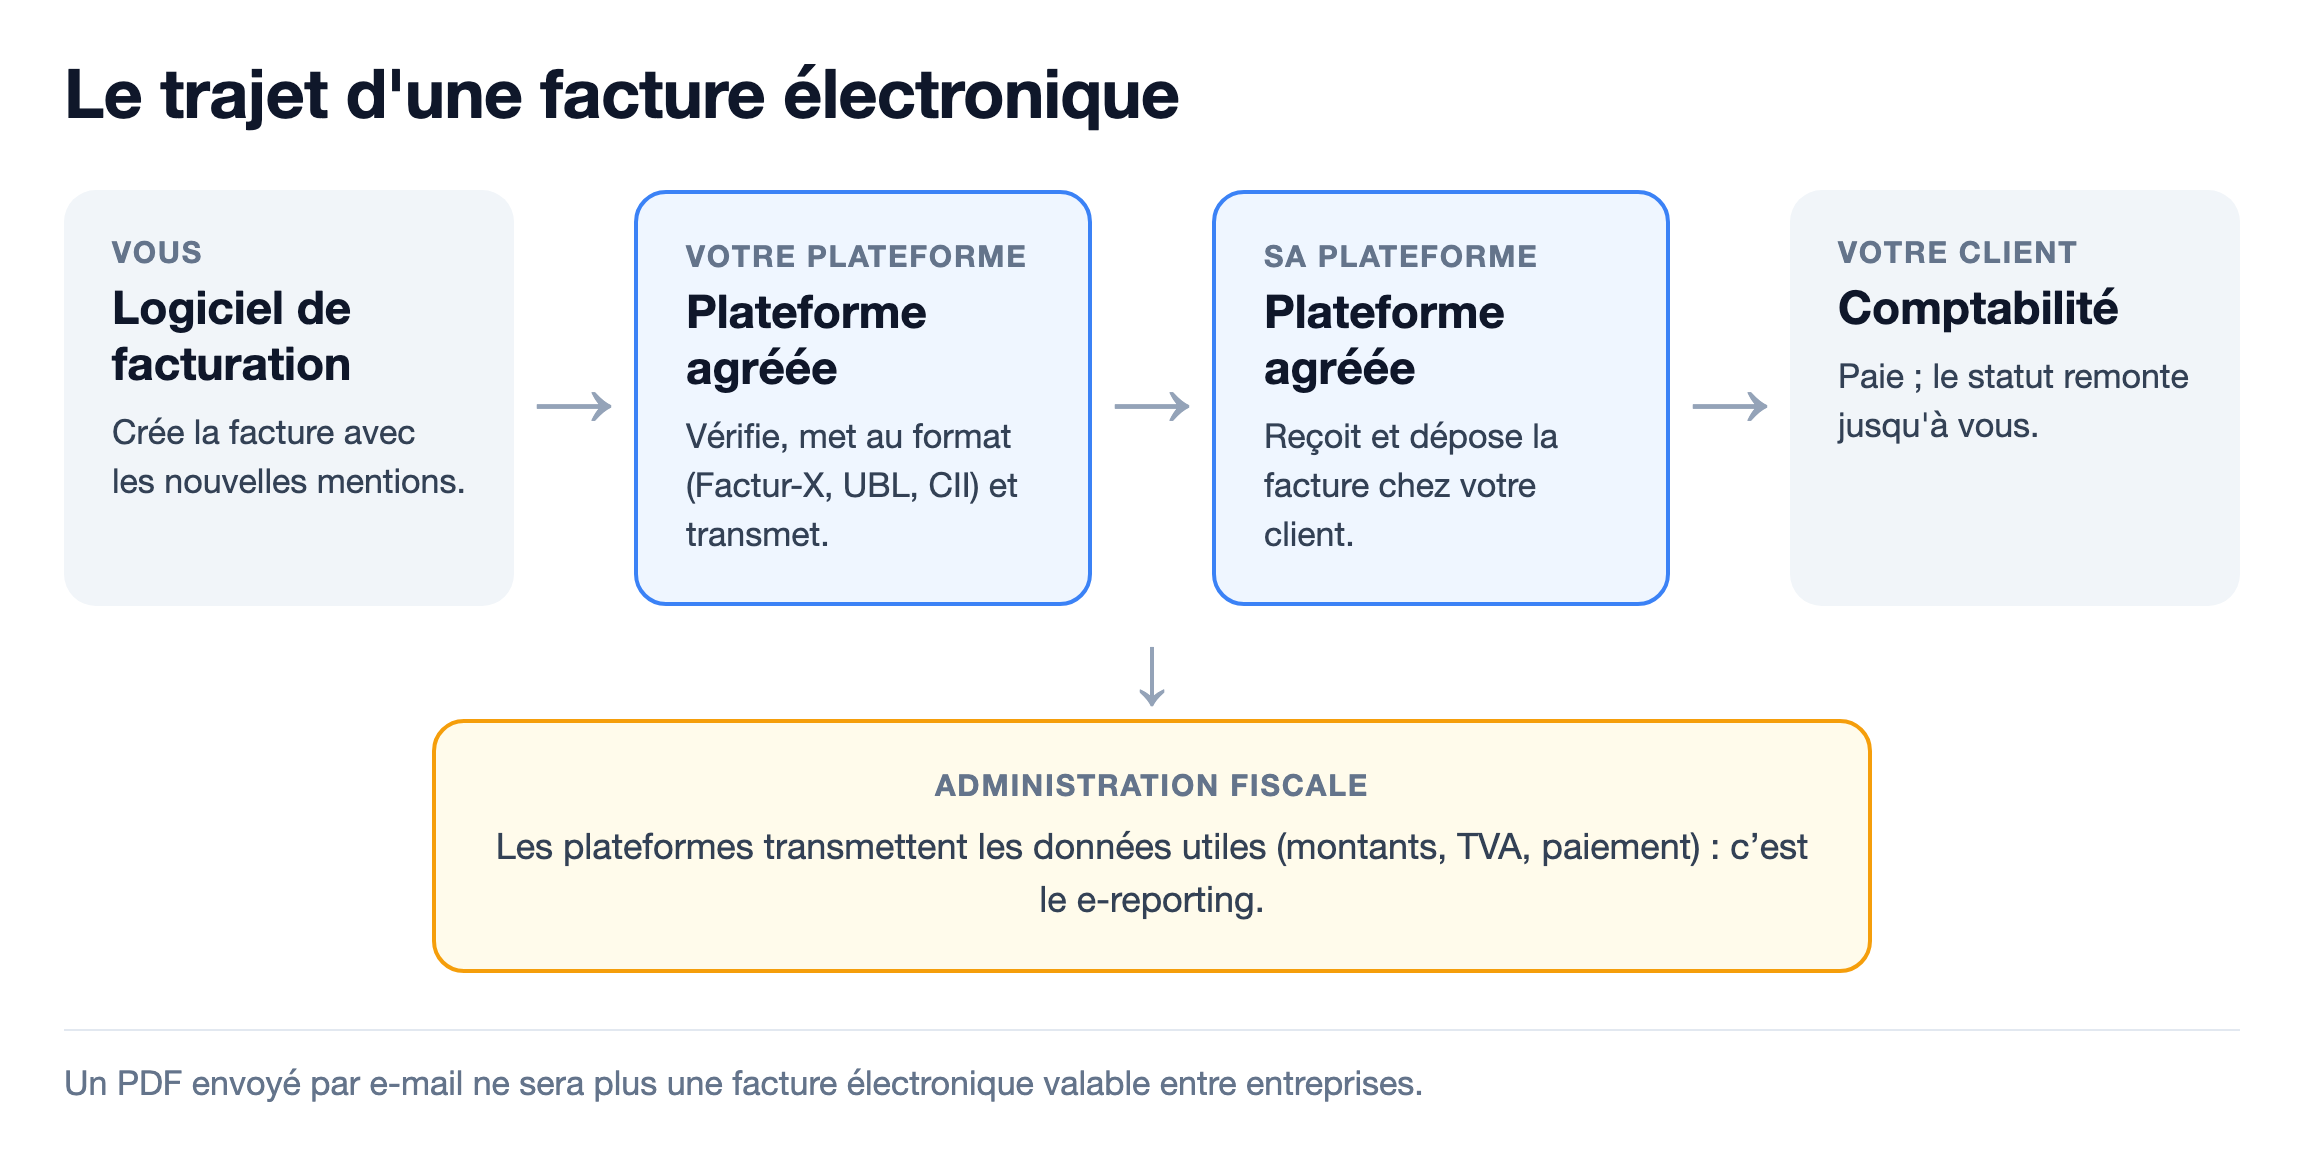 Le trajet d'une facture électronique
VOUS
Logiciel de
facturation
Crée la facture avec
les nouvelles mentions.
VOTRE PLATEFORME
Plateforme
agréée
Vérifie, met au format
(Factur-X, UBL, CII) et
transmet.
SA PLATEFORME
Plateforme
agréée
Reçoit et dépose la
facture chez votre
client.
VOTRE CLIENT
Comptabilité
Paie ; le statut remonte
jusqu'à vous.
ADMINISTRATION FISCALE
Les plateformes transmettent les données utiles (montants, TVA, paiement) : c’est
le e-reporting.
Un PDF envoyé par e-mail ne sera plus une facture électronique valable entre entreprises.